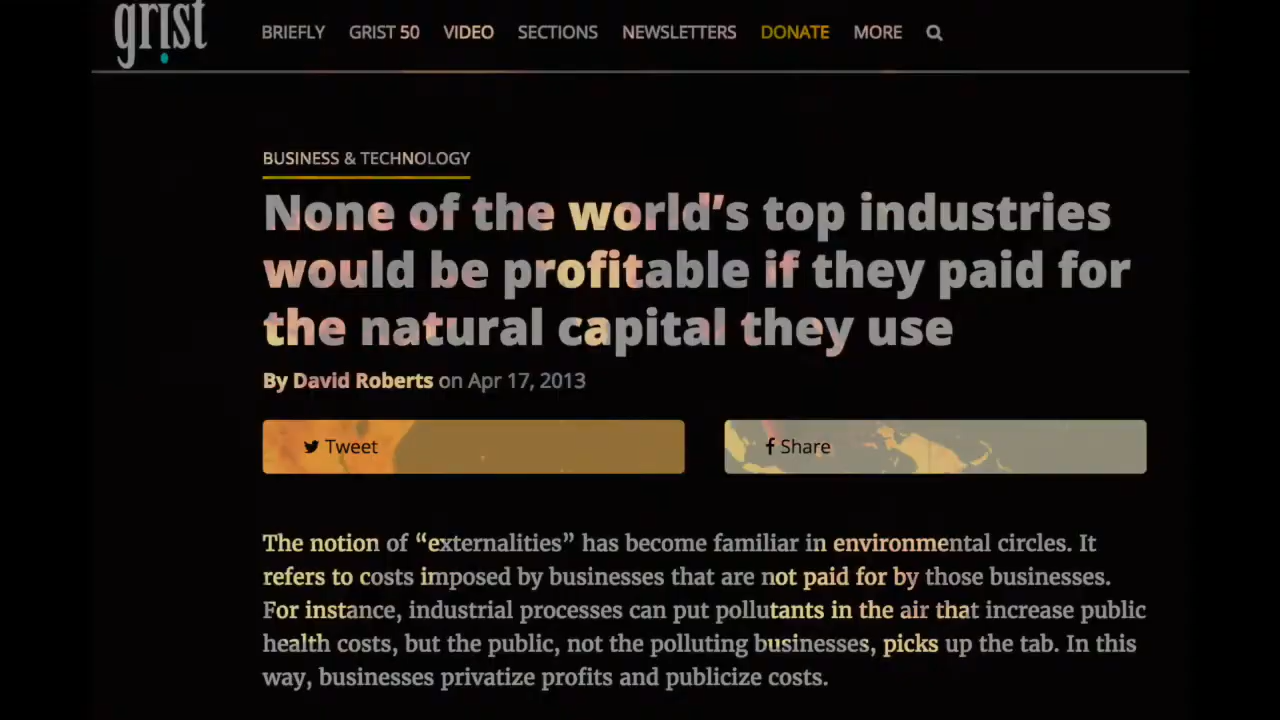 grist
BRIEFLY GRIST 50 VIDEO SECTIONS NEWSLETTERS DONATE MORE
BUSINESS & TECHNOLOGY
None of the world’s top industries
would be profitable if they paid for
the natural capital they use
By David Roberts on Apr 17, 2013
Tweet Share
The notion of “externalities” has become familiar in environmental circles. It
refers to costs imposed by businesses that are not paid for by those businesses.
For instance, industrial processes can put pollutants in the air that increase public
health costs, but the public, not the polluting businesses, picks up the tab. In this
way, businesses privatize profits and publicize costs.